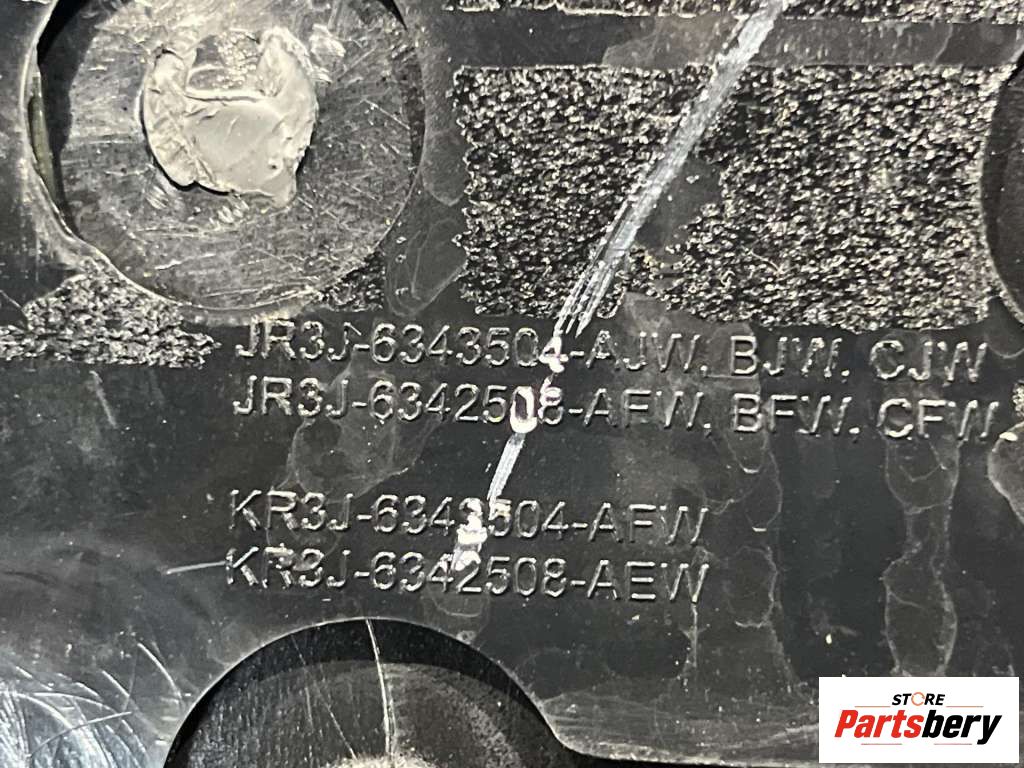 JR3J-6343504-AJW, BJW, CJW
JR3J-6342508-AFW, BFW, CFW,
KR3J-6343504-AFW
KR3J-6342508-AEW
STORE
Partsbery